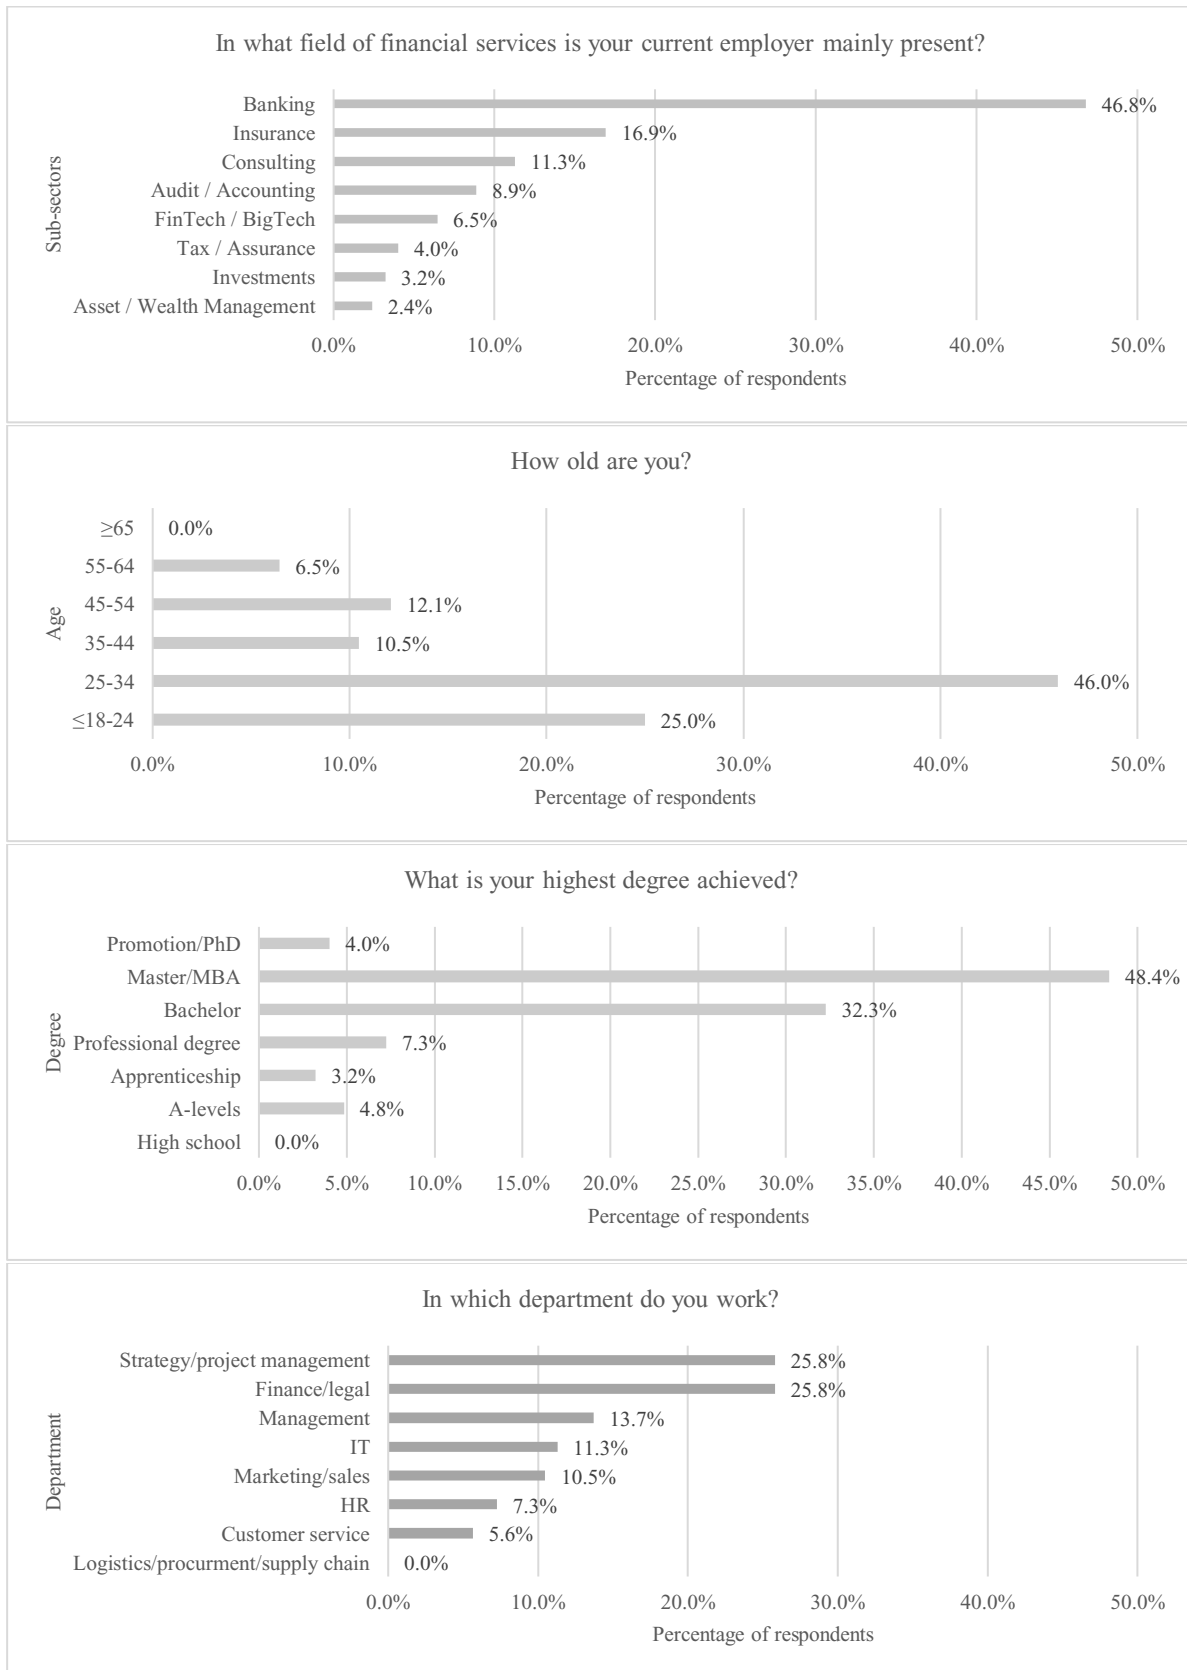 In what field of financial services is your current employer mainly present?
Sub-sectors
Banking 46.8%
Insurance 16.9%
Consulting 11.3%
Audit / Accounting 8.9%
FinTech / BigTech 6.5%
Tax / Assurance 4.0%
Investments 3.2%
Asset / Wealth Management 2.4%
0.0% 10.0% 20.0% 30.0% 40.0% 50.0%
Percentage of respondents
How old are you?
Age
≥65 0.0%
55-64 6.5%
45-54 12.1%
35-44 10.5%
25-34 46.0%
≤18-24 25.0%
0.0% 10.0% 20.0% 30.0% 40.0% 50.0%
Percentage of respondents
What is your highest degree achieved?
Degree
Promotion/PhD 4.0%
Master/MBA 48.4%
Bachelor 32.3%
Professional degree 7.3%
Apprenticeship 3.2%
A-levels 4.8%
High school 0.0%
0.0% 5.0% 10.0% 15.0% 20.0% 25.0% 30.0% 35.0% 40.0% 45.0% 50.0%
Percentage of respondents
In which department do you work?
Department
Strategy/project management 25.8%
Finance/legal 25.8%
Management 13.7%
IT 11.3%
Marketing/sales 10.5%
HR 7.3%
Customer service 5.6%
Logistics/procurment/supply chain 0.0%
0.0% 10.0% 20.0% 30.0% 40.0% 50.0%
Percentage of respondents